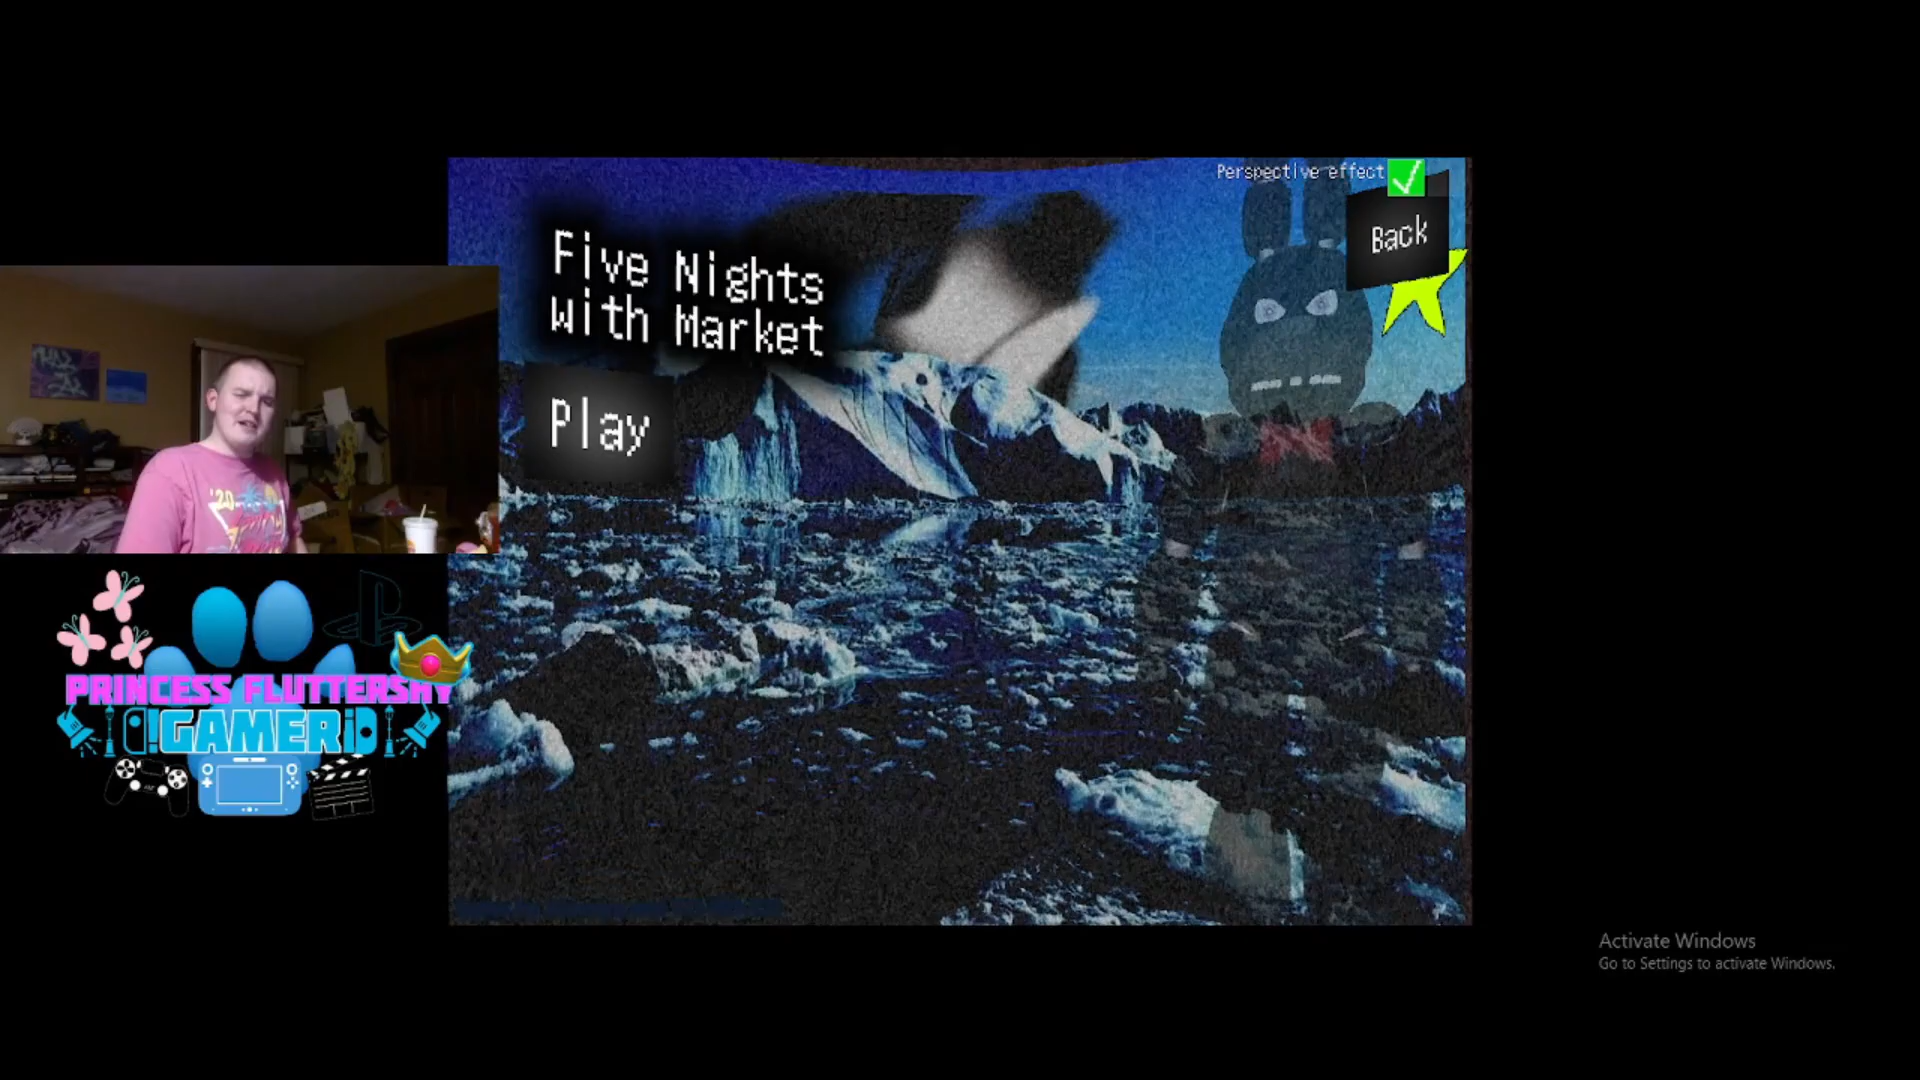 Perspective effect
Back
Five Nights
with Market
Play
'20
PRINCESS FLUTTERSHY
GAMER
Activate Windows
Go to Settings to activate Windows.